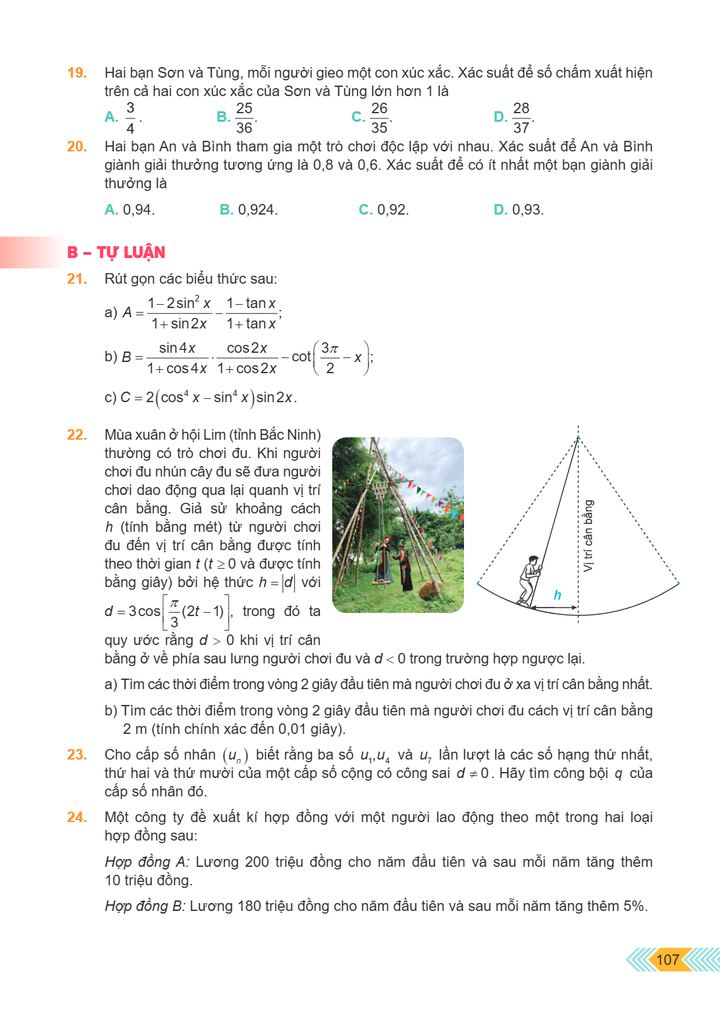 19. Hai bạn Sơn và Tùng, mỗi người gieo một con xúc xắc. Xác suất để số chấm xuất hiện
trên cả hai con xúc xắc của Sơn và Tùng lớn hơn 1 là
A. 3/4 . B. 25/36. C. 26/35. D. 28/37.
20. Hai bạn An và Bình tham gia một trò chơi độc lập với nhau. Xác suất để An và Bình
giành giải thưởng tương ứng là 0,8 và 0,6. Xác suất để có ít nhất một bạn giành giải
thưởng là
A. 0,94. B. 0,924. C. 0,92. D. 0,93.
B – TỰ LUẬN
21. Rút gọn các biểu thức sau:
a) A = (1 − 2sin² x)/(1 + sin2x) − (1 − tan x)/(1 + tan x);
b) B = (sin4x)/(1 + cos4x) · (cos2x)/(1 + cos2x) − cot(3π/2 − x);
c) C = 2(cos⁴ x − sin⁴ x)sin2x.
22. Mùa xuân ở hội Lim (tỉnh Bắc Ninh)
thường có trò chơi đu. Khi người
chơi đu nhún cây đu sẽ đưa người
chơi dao động qua lại quanh vị trí
cân bằng. Giả sử khoảng cách
h (tính bằng mét) từ người chơi
đu đến vị trí cân bằng được tính
theo thời gian t (t ≥ 0 và được tính
bằng giây) bởi hệ thức h = |d| với
d = 3cos[π/3(2t − 1)], trong đó ta
quy ước rằng d > 0 khi vị trí cân
bằng ở về phía sau lưng người chơi đu và d < 0 trong trường hợp ngược lại.
Vị trí cân bằng
h
a) Tìm các thời điểm trong vòng 2 giây đầu tiên mà người chơi đu ở xa vị trí cân bằng nhất.
b) Tìm các thời điểm trong vòng 2 giây đầu tiên mà người chơi đu cách vị trí cân bằng
2 m (tính chính xác đến 0,01 giây).
23. Cho cấp số nhân (uₙ) biết rằng ba số u₁,u₄ và u₇ lần lượt là các số hạng thứ nhất,
thứ hai và thứ mười của một cấp số cộng có công sai d ≠ 0. Hãy tìm công bội q của
cấp số nhân đó.
24. Một công ty đề xuất kí hợp đồng với một người lao động theo một trong hai loại
hợp đồng sau:
Hợp đồng A: Lương 200 triệu đồng cho năm đầu tiên và sau mỗi năm tăng thêm
10 triệu đồng.
Hợp đồng B: Lương 180 triệu đồng cho năm đầu tiên và sau mỗi năm tăng thêm 5%.
107